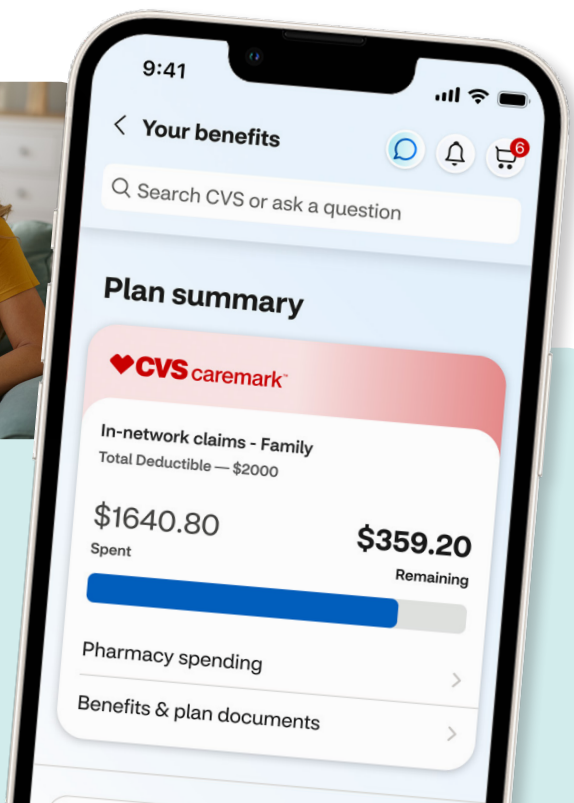 9:41
Your benefits
6
Search CVS or ask a question
Plan summary
CVS caremark™
In-network claims - Family
Total Deductible — $2000
$1640.80
$359.20
Spent
Remaining
Pharmacy spending
Benefits & plan documents